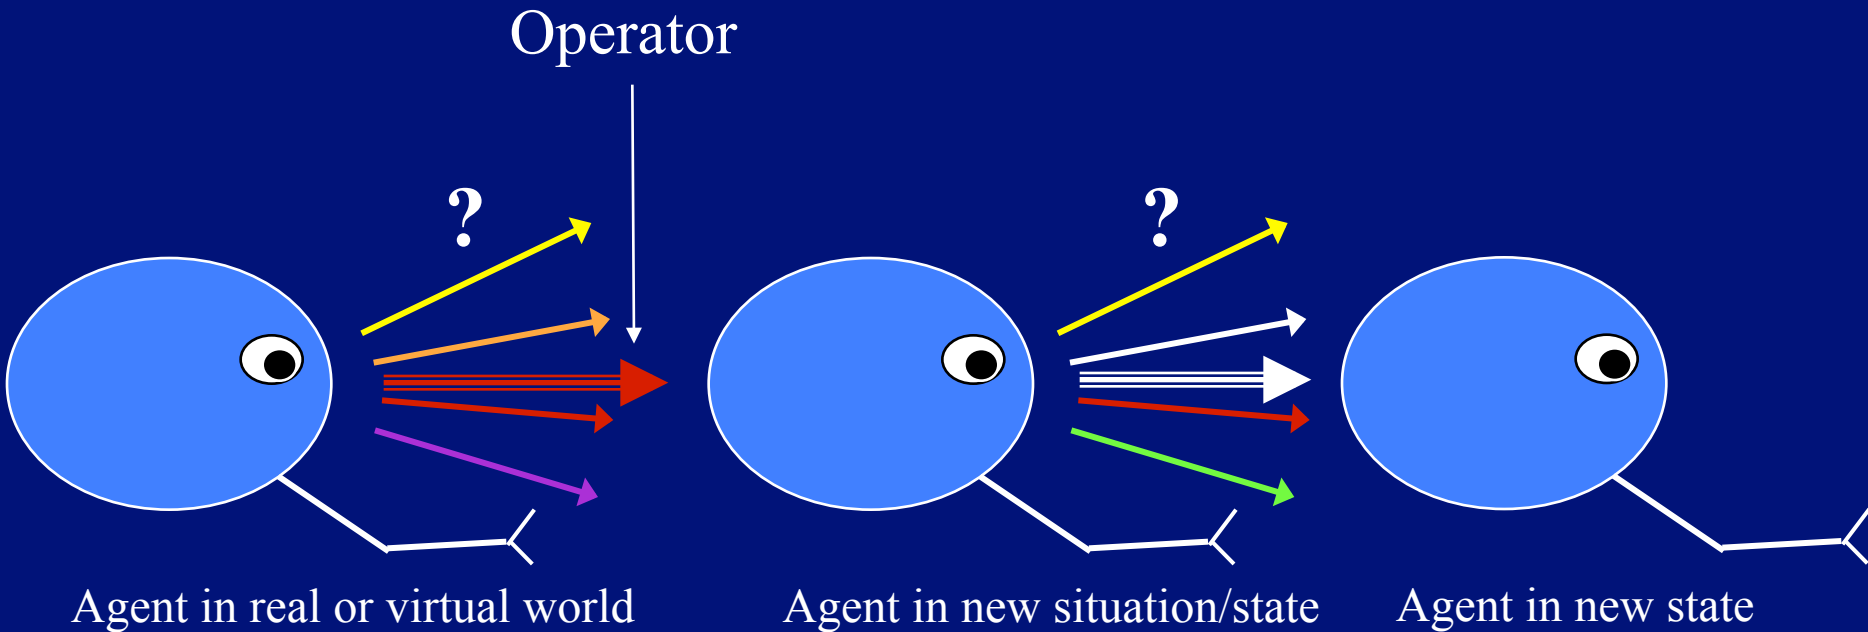 Operator
?
?
Agent in real or virtual world
Agent in new situation/state
Agent in new state